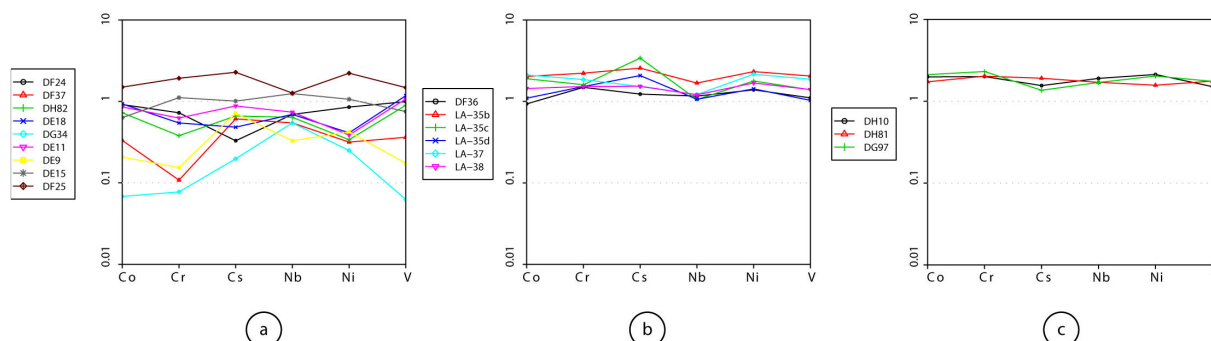 10
1
0.1
0.01
Co Cr Cs Nb Ni V
DF24
DF37
DH82
DE18
DG34
DE11
DE9
DE15
DF25
a
10
1
0.1
0.01
Co Cr Cs Nb Ni V
DF36
LA-35b
LA-35c
LA-35d
LA-37
LA-38
b
10
1
0.1
0.01
Co Cr Cs Nb Ni
DH10
DH81
DG97
c